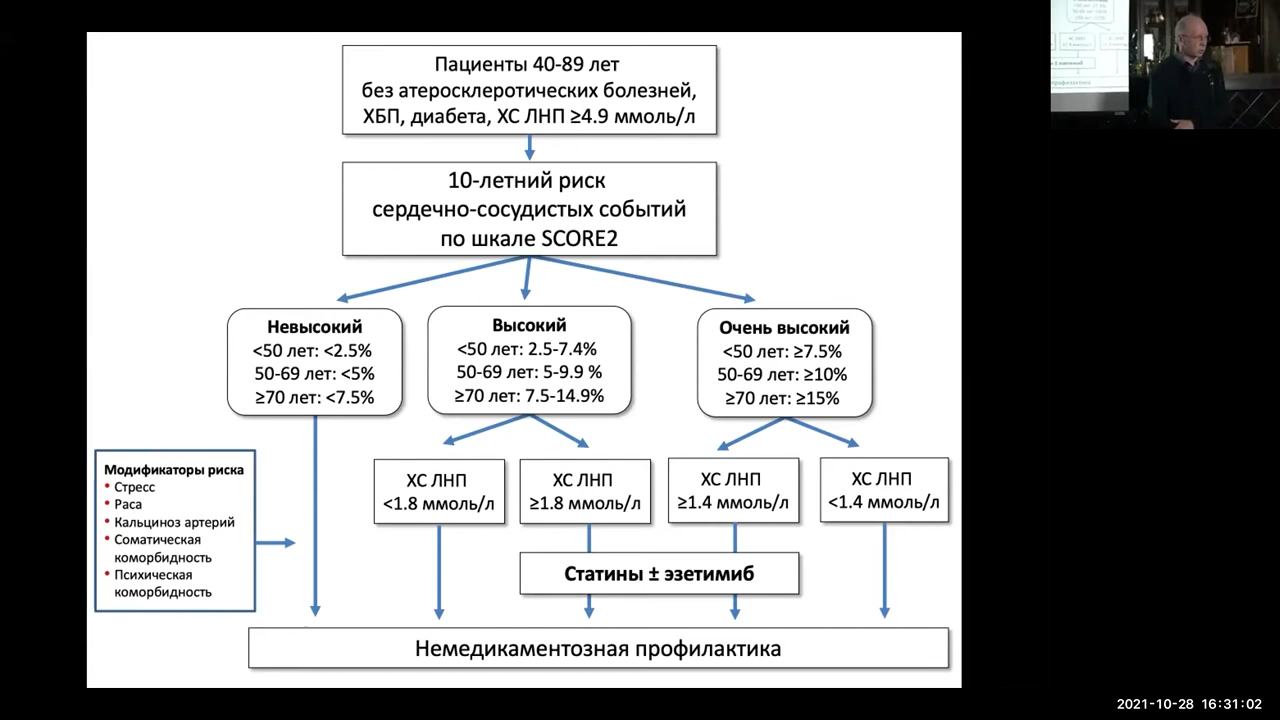 Пациенты 40-89 лет
без атеросклеротических болезней,
ХБП, диабета, ХС ЛНП ≥4.9 ммоль/л
10-летний риск
сердечно-сосудистых событий
по шкале SCORE2
Невысокий
<50 лет: <2.5%
50-69 лет: <5%
≥70 лет: <7.5%
Высокий
<50 лет: 2.5-7.4%
50-69 лет: 5-9.9 %
≥70 лет: 7.5-14.9%
Очень высокий
<50 лет: ≥7.5%
50-69 лет: ≥10%
≥70 лет: ≥15%
Модификаторы риска
• Стресс
• Раса
• Кальциноз артерий
• Соматическая
коморбидность
• Психическая
коморбидность
ХС ЛНП
<1.8 ммоль/л
ХС ЛНП
≥1.8 ммоль/л
ХС ЛНП
≥1.4 ммоль/л
ХС ЛНП
<1.4 ммоль/л
Статины ± эзетимиб
Немедикаментозная профилактика
2021-10-28 16:31:02